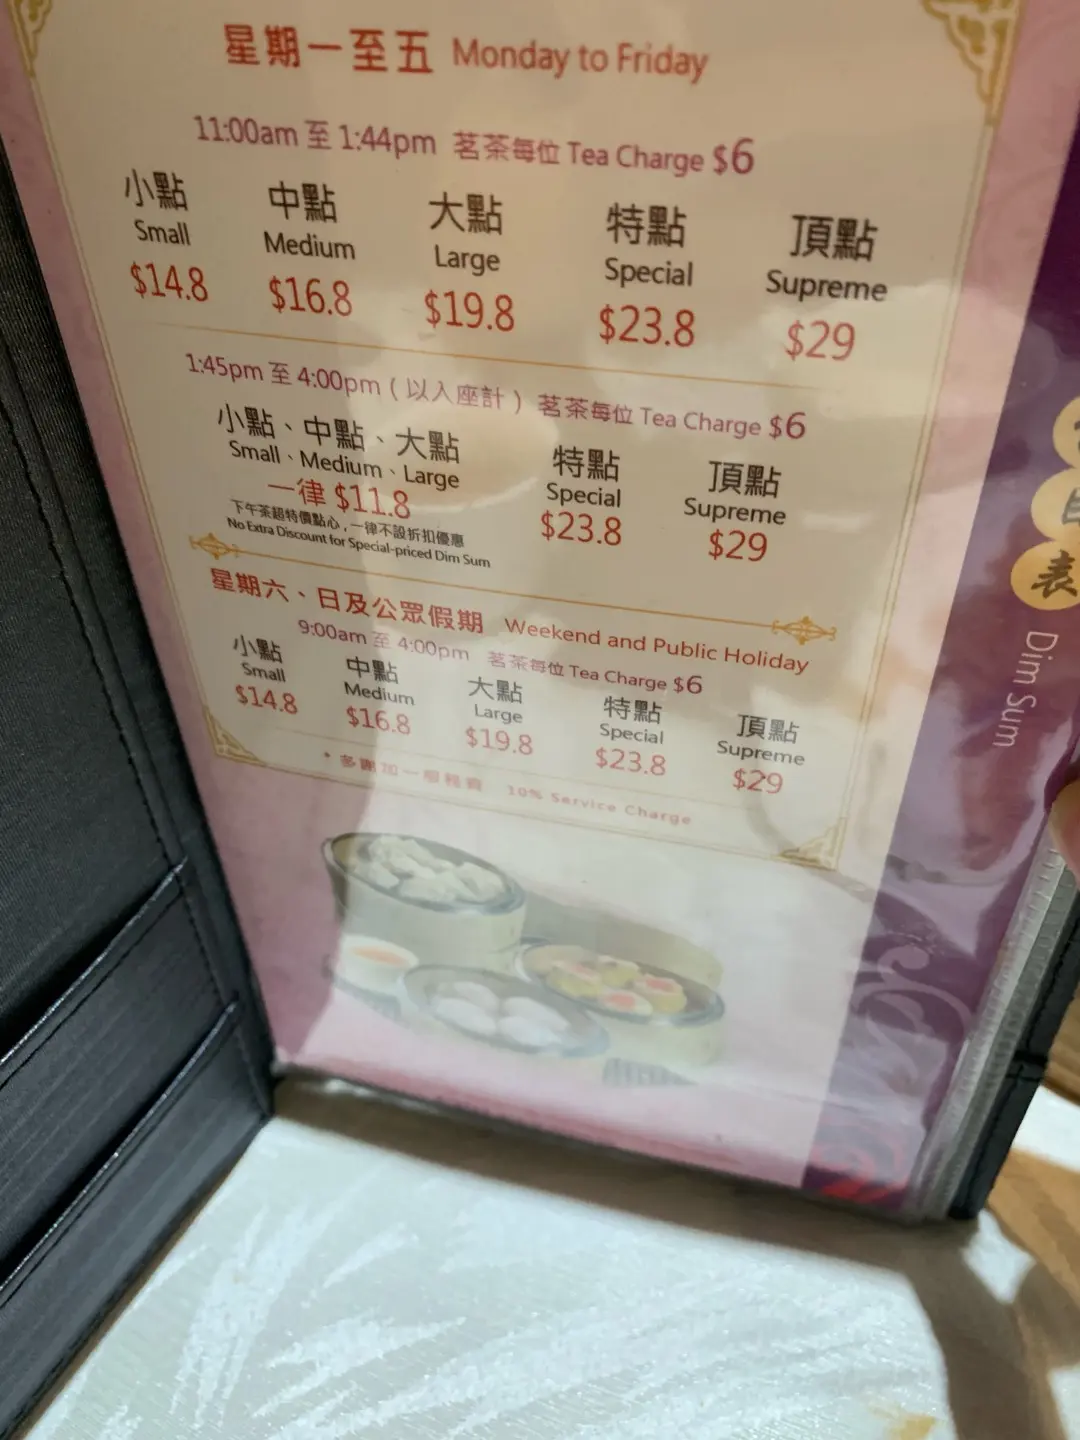 星期一至五 Monday to Friday
11:00am 至 1:44pm 茗茶每位 Tea Charge $6
小點 中點 大點 特點 頂點
Small Medium Large Special Supreme
$14.8 $16.8 $19.8 $23.8 $29
1:45pm 至 4:00pm ( 以入座計 ) 茗茶每位 Tea Charge $6
小點、中點、大點 特點 頂點
Small、Medium、Large Special Supreme
一律 $11.8 $23.8 $29
下午茶超特價點心,一律不設折扣優惠
No Extra Discount for Special-priced Dim Sum
星期六、日及公眾假期 Weekend and Public Holiday
9:00am 至 4:00pm 茗茶每位 Tea Charge $6
小點 中點 大點 特點 頂點
Small Medium Large Special Supreme
$14.8 $16.8 $19.8 $23.8 $29
* 多謝加一服務費 10% Service Charge
表
Dim Sum